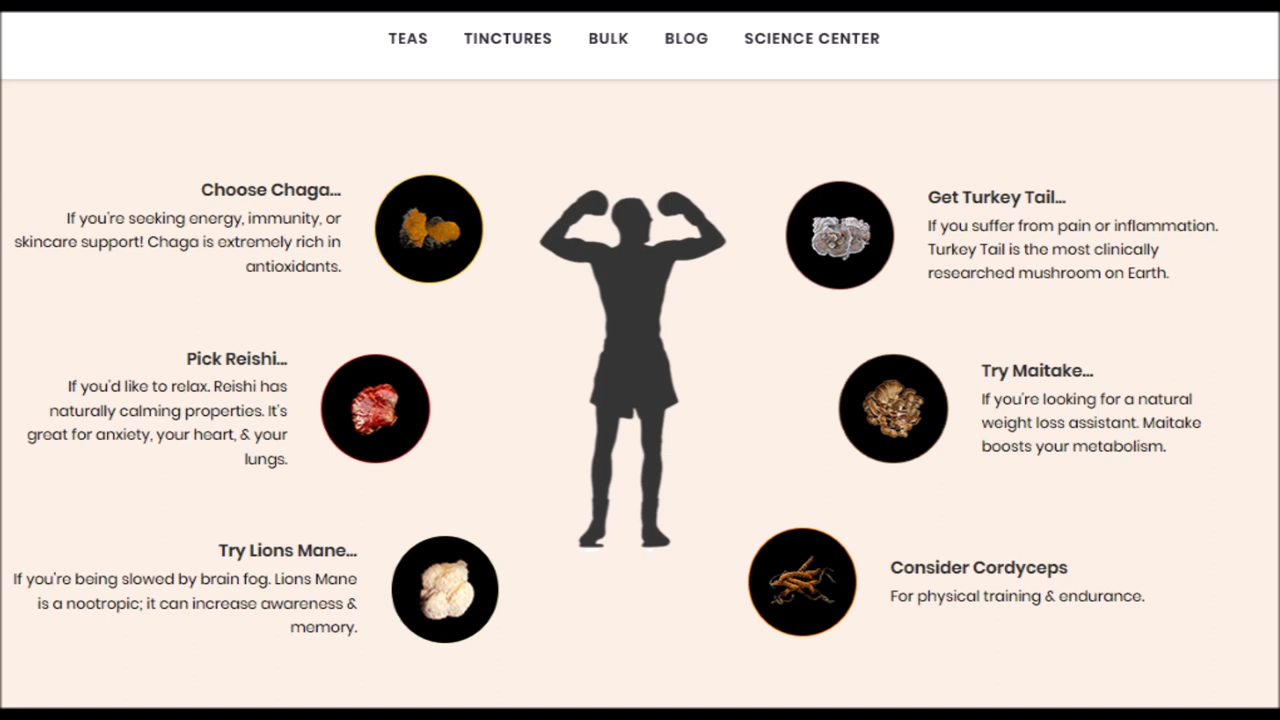 TEAS TINCTURES BULK BLOG SCIENCE CENTER
Choose Chaga...
If you're seeking energy, immunity, or
skincare support! Chaga is extremely rich in
antioxidants.
Pick Reishi...
If you'd like to relax. Reishi has
naturally calming properties. It's
great for anxiety, your heart, & your
lungs.
Try Lions Mane...
If you're being slowed by brain fog. Lions Mane
is a nootropic; it can increase awareness &
memory.
Get Turkey Tail...
If you suffer from pain or inflammation.
Turkey Tail is the most clinically
researched mushroom on Earth.
Try Maitake...
If you're looking for a natural
weight loss assistant. Maitake
boosts your metabolism.
Consider Cordyceps
For physical training & endurance.